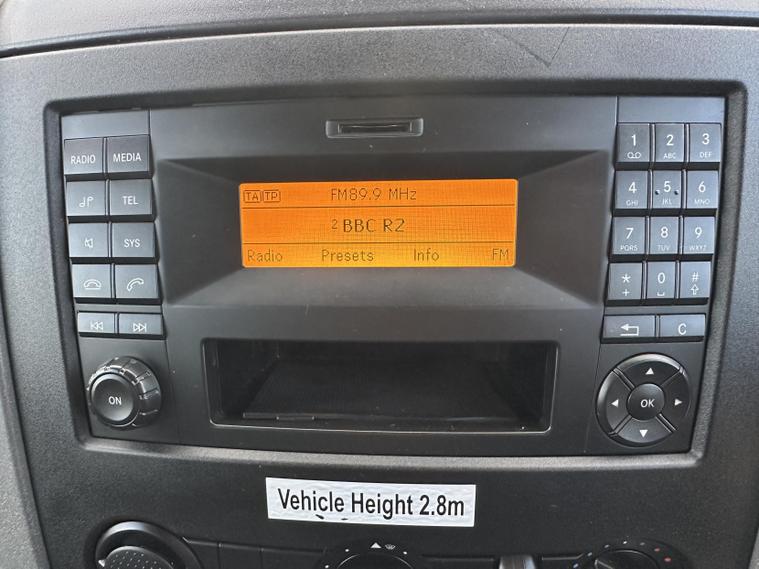 RADIO MEDIA
TEL
SYS
ON
TA TP FM89.9 MHz
2 BBC R2
Radio Presets Info FM
1 2 ABC 3 DEF
4 GHI 5 JKL 6 MNO
7 PQRS 8 TUV 9 WXYZ
* + 0 #
C
OK
Vehicle Height 2.8m